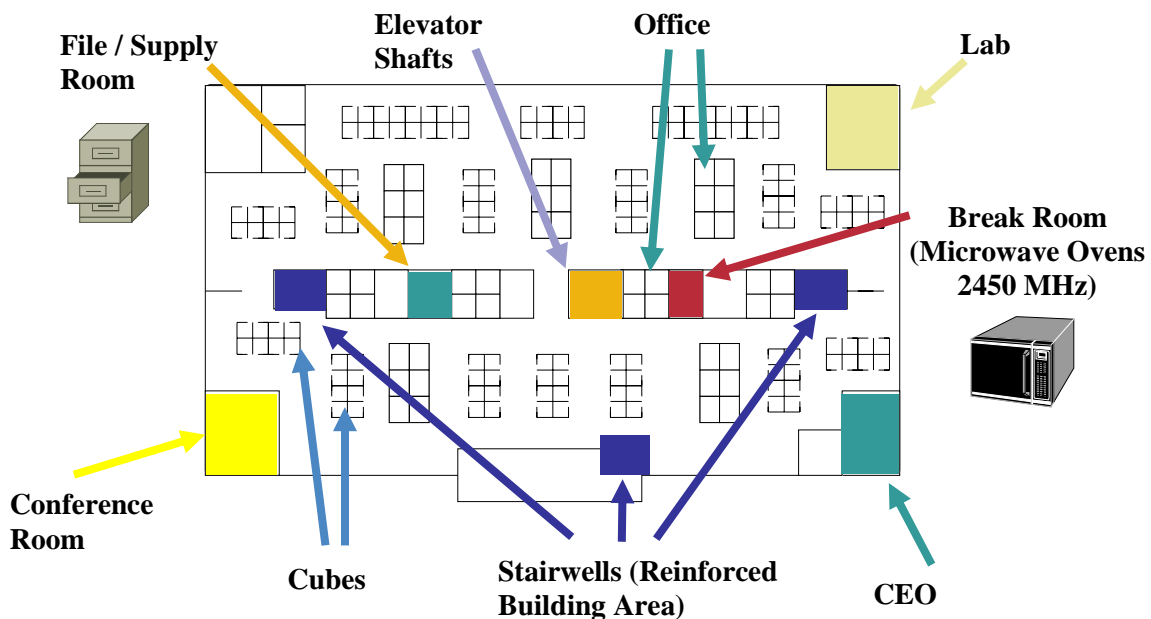 File / Supply
Room
Elevator
Shafts
Office
Lab
Break Room
(Microwave Ovens
2450 MHz)
Conference
Room
Cubes
Stairwells (Reinforced
Building Area)
CEO